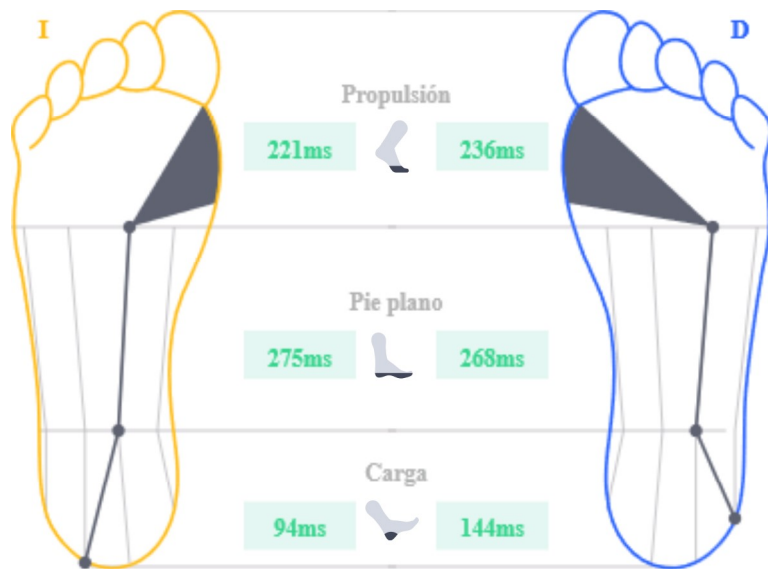 I D
Propulsión
221ms 236ms
Pie plano
275ms 268ms
Carga
94ms 144ms